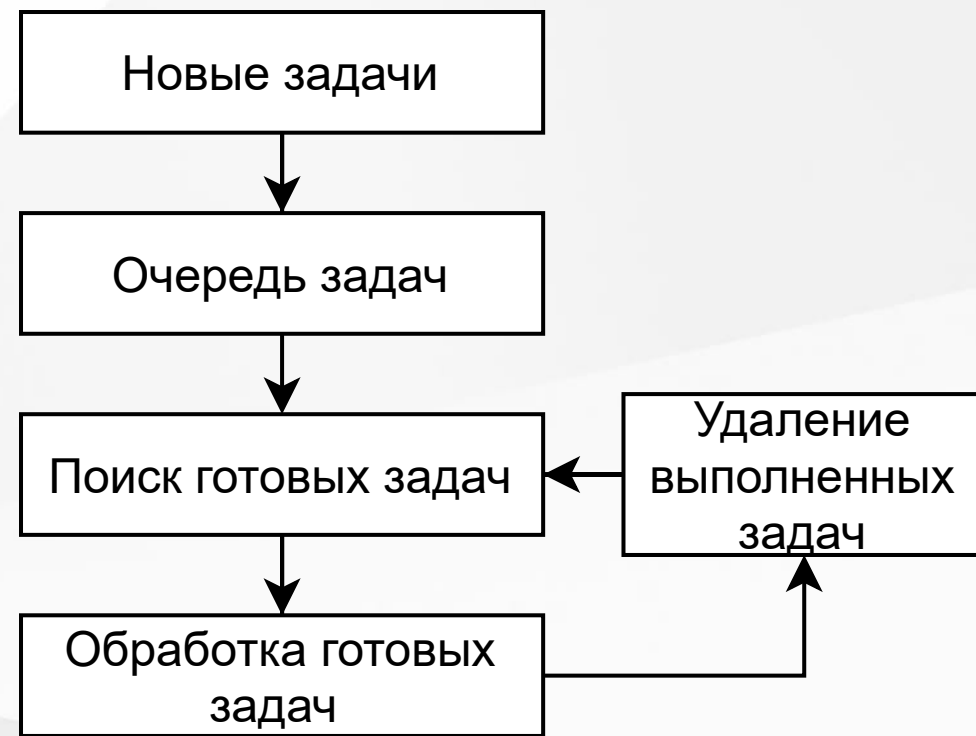 Новые задачи
Очередь задач
Поиск готовых задач
Удаление
выполненных
задач
Обработка готовых
задач